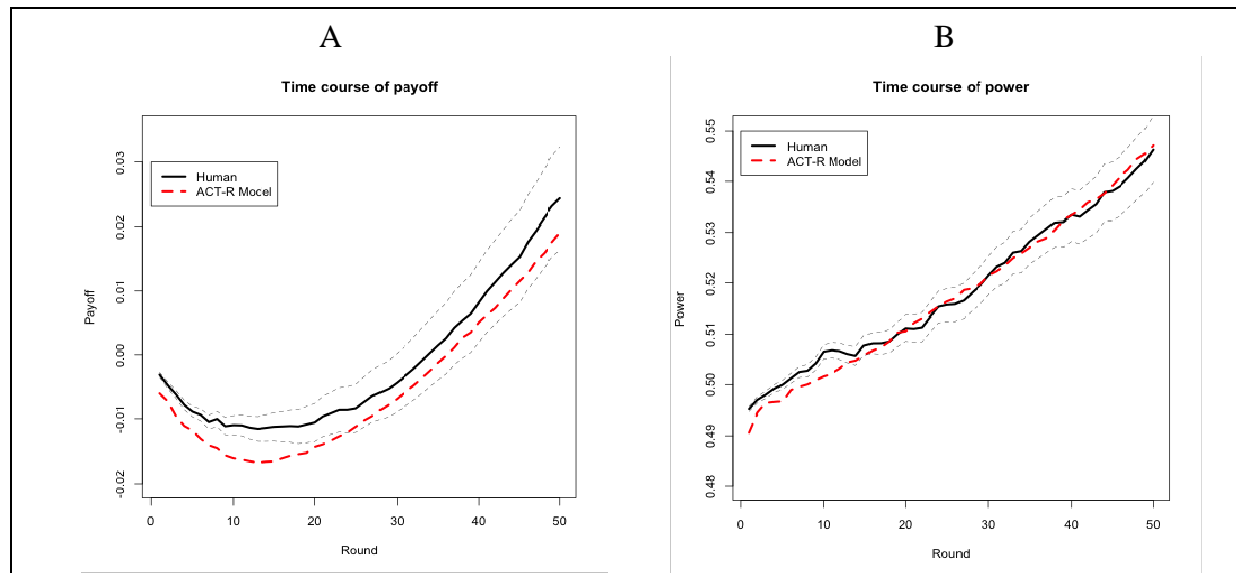 A
B
Time course of payoff
Time course of power
Human
ACT-R Model
Human
ACT-R Model
0.03
0.02
0.01
0.00
-0.01
-0.02
Payoff
0 10 20 30 40 50
Round
0.55
0.54
0.53
0.52
0.51
0.50
0.49
0.48
Power
0 10 20 30 40 50
Round